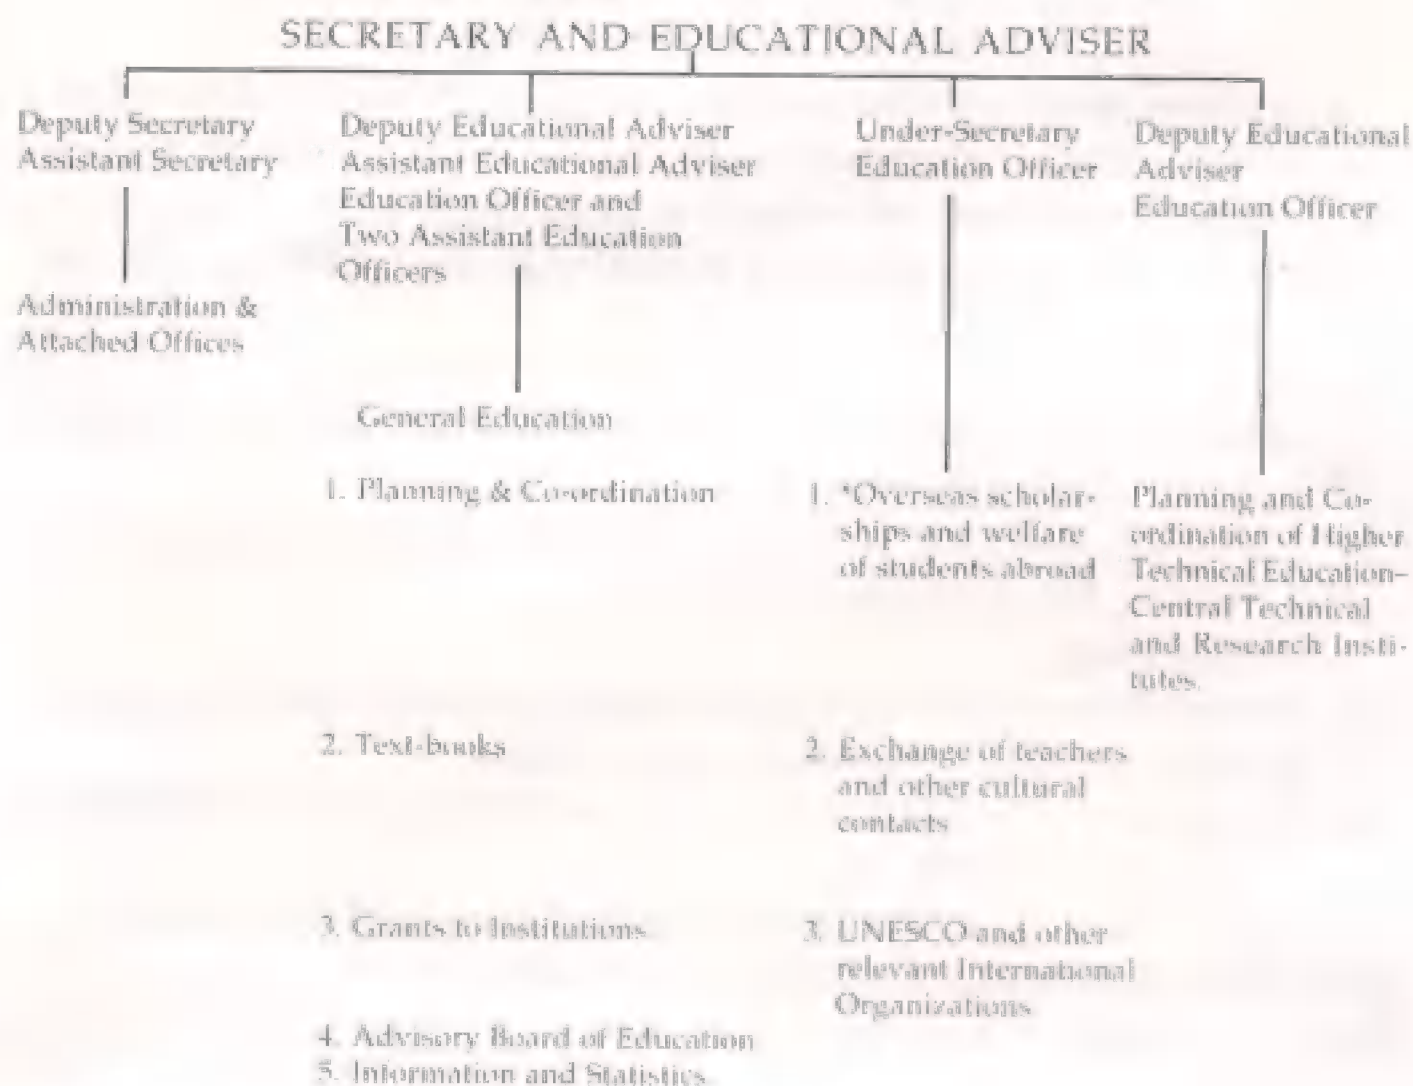 SECRETARY AND EDUCATIONAL ADVISER
Deputy Secretary
Assistant Secretary
Administration &
Attached Offices
Deputy Educational Adviser
Assistant Educational Adviser
Education Officer and
Two Assistant Education
Officers
General Education
1. Planning & Co-ordination
2. Text-books
3. Grants to Institutions
4. Advisory Board of Education
5. Information and Statistics
Under-Secretary
Education Officer
1. *Overseas scholar-
ships and welfare
of students abroad
2. Exchange of teachers
and other cultural
contacts
3. UNESCO and other
relevant International
Organizations
Deputy Educational
Adviser
Education Officer
Planning and Co-
ordination of Higher
Technical Education–
Central Technical
and Research Insti-
tutes.